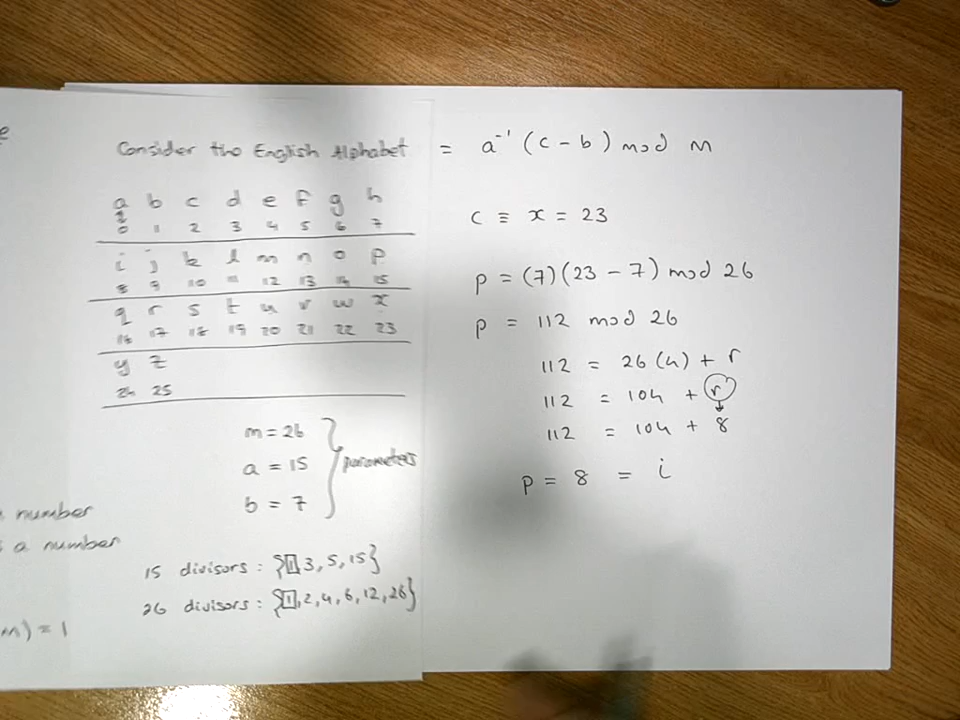 e
Consider the English Alphabet
a b c d e f g h
0 1 2 3 4 5 6 7
i j k l m n o p
8 9 10 11 12 13 14 15
q r s t u v w x
16 17 18 19 20 21 22 23
y z
24 25
m = 26
a = 15
b = 7
parameters
number
a number
15 divisors : {1, 3, 5, 15}
26 divisors : {1, 2, 4, 6, 12, 26}
m) = 1
= a⁻¹ (c - b) mod m
c ≡ x = 23
p = (7)(23 - 7) mod 26
p = 112 mod 26
112 = 26 (4) + r
112 = 104 + r
112 = 104 + 8
p = 8 = i